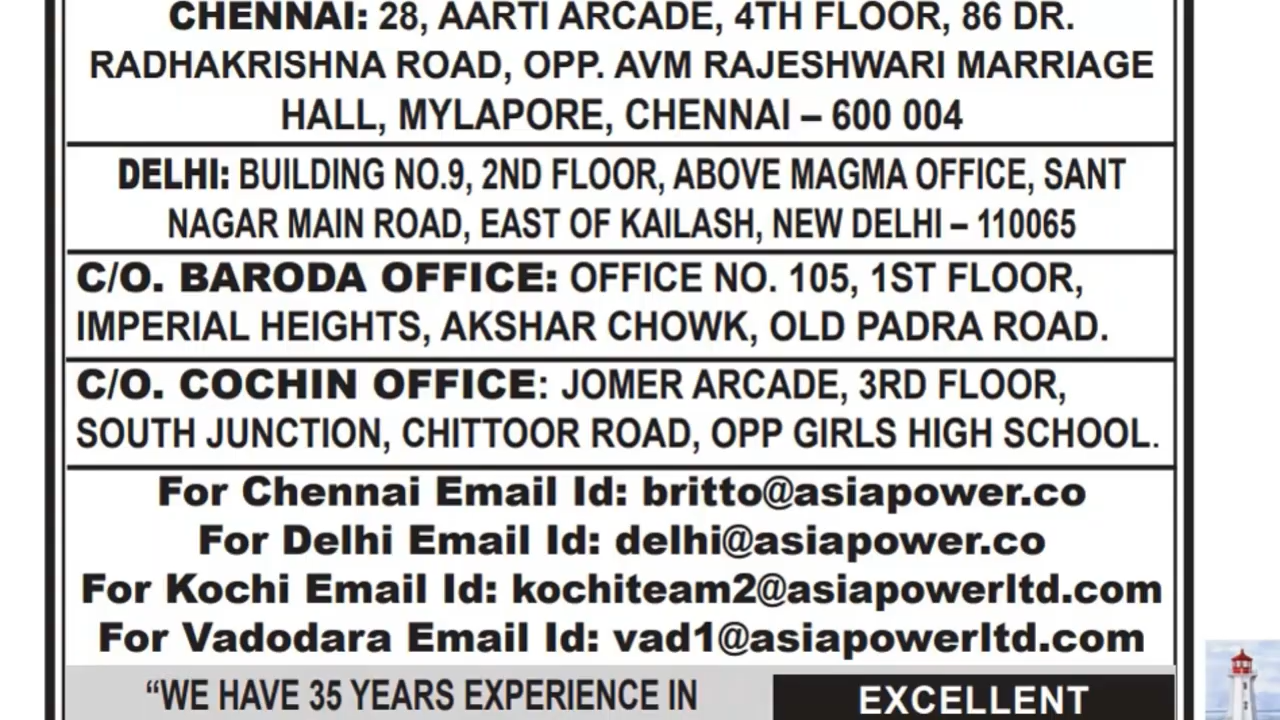 CHENNAI: 28, AARTI ARCADE, 4TH FLOOR, 86 DR.
RADHAKRISHNA ROAD, OPP. AVM RAJESHWARI MARRIAGE
HALL, MYLAPORE, CHENNAI – 600 004
DELHI: BUILDING NO.9, 2ND FLOOR, ABOVE MAGMA OFFICE, SANT
NAGAR MAIN ROAD, EAST OF KAILASH, NEW DELHI – 110065
C/O. BARODA OFFICE: OFFICE NO. 105, 1ST FLOOR,
IMPERIAL HEIGHTS, AKSHAR CHOWK, OLD PADRA ROAD.
C/O. COCHIN OFFICE: JOMER ARCADE, 3RD FLOOR,
SOUTH JUNCTION, CHITTOOR ROAD, OPP GIRLS HIGH SCHOOL.
For Chennai Email Id: britto@asiapower.co
For Delhi Email Id: delhi@asiapower.co
For Kochi Email Id: kochiteam2@asiapowerltd.com
For Vadodara Email Id: vad1@asiapowerltd.com
“WE HAVE 35 YEARS EXPERIENCE IN
EXCELLENT